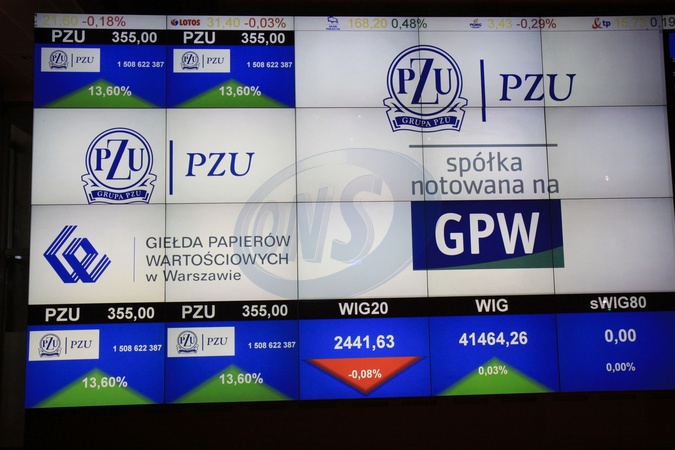 21,60 -0,18% LOTOS 31,40 -0,03% 168,20 0,48% 3,43 -0,29% tp
PZU 355,00 PZU 355,00
PZU 1 508 622 387 PZU 1 508 622 387
13,60% 13,60%
PZU
GRUPA PZU
PZU
PZU
GRUPA PZU
PZU
spółka
notowana na
GPW
ONS
GIEŁDA PAPIERÓW
WARTOŚCIOWYCH
w Warszawie
PZU 355,00 PZU 355,00 WIG20 WIG sWIG80
PZU 1 508 622 387 PZU 1 508 622 387 2441,63 41464,26 0,00
13,60% 13,60% -0,08% 0,03% 0,00%